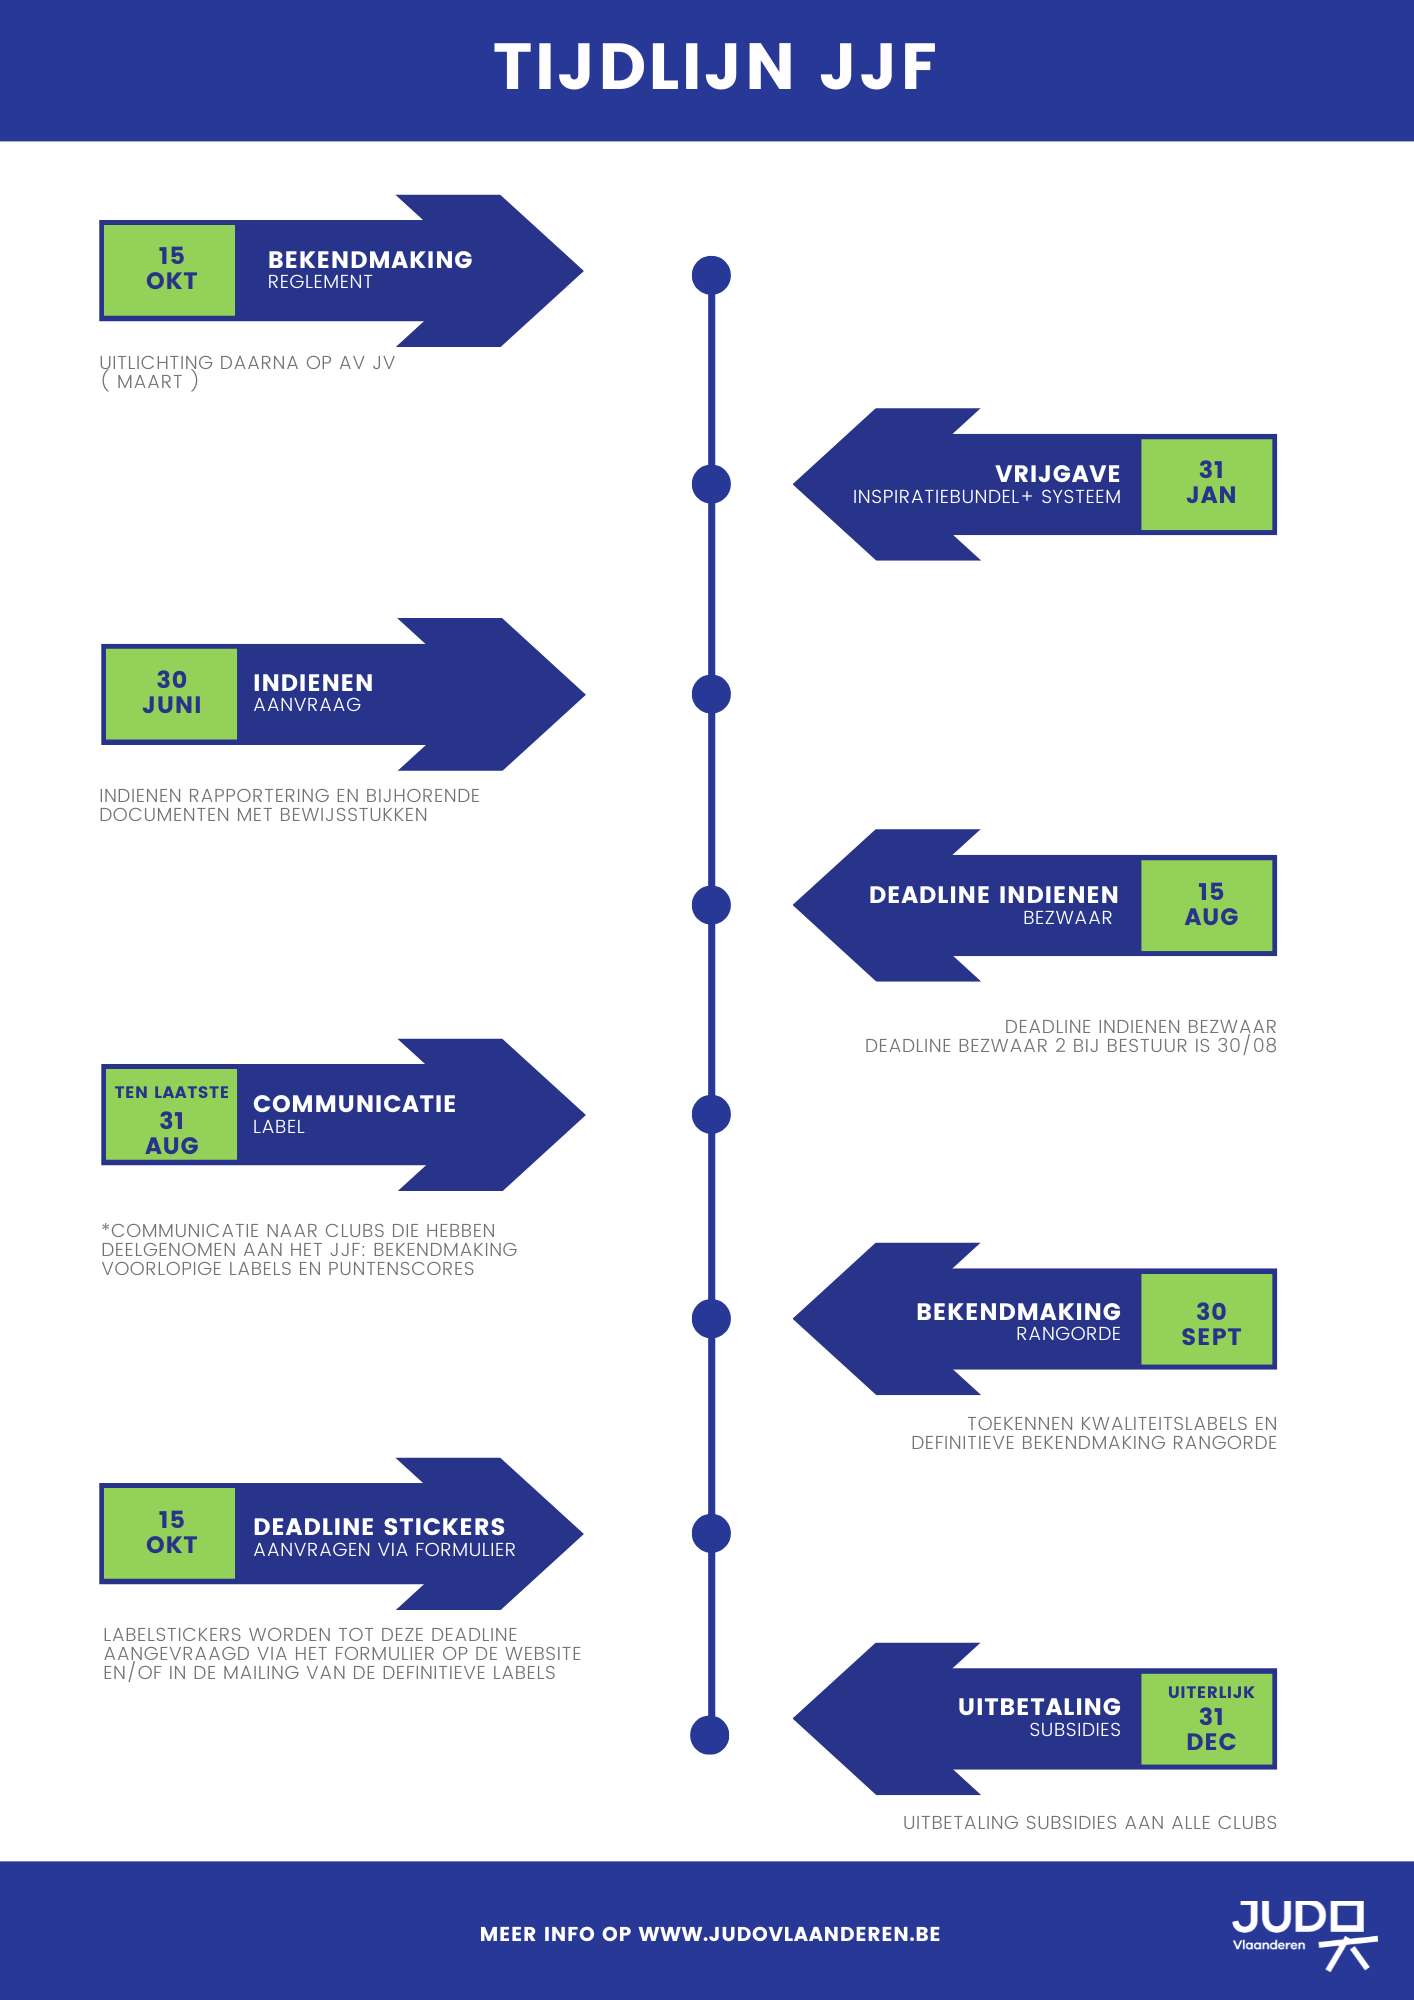 TIJDLIJN JJF
15
OKT
BEKENDMAKING
REGLEMENT
UITLICHTING DAARNA OP AV JV
( MAART )
VRIJGAVE
INSPIRATIEBUNDEL+ SYSTEEM
31
JAN
30
JUNI
INDIENEN
AANVRAAG
INDIENEN RAPPORTERING EN BIJHORENDE
DOCUMENTEN MET BEWIJSSTUKKEN
DEADLINE INDIENEN
BEZWAAR
15
AUG
DEADLINE INDIENEN BEZWAAR
DEADLINE BEZWAAR 2 BIJ BESTUUR IS 30/08
TEN LAATSTE
31
AUG
COMMUNICATIE
LABEL
*COMMUNICATIE NAAR CLUBS DIE HEBBEN
DEELGENOMEN AAN HET JJF: BEKENDMAKING
VOORLOPIGE LABELS EN PUNTENSCORES
BEKENDMAKING
RANGORDE
30
SEPT
TOEKENNEN KWALITEITSLABELS EN
DEFINITIEVE BEKENDMAKING RANGORDE
15
OKT
DEADLINE STICKERS
AANVRAGEN VIA FORMULIER
LABELSTICKERS WORDEN TOT DEZE DEADLINE
AANGEVRAAGD VIA HET FORMULIER OP DE WEBSITE
EN/OF IN DE MAILING VAN DE DEFINITIEVE LABELS
UITBETALING
SUBSIDIES
UITERLIJK
31
DEC
UITBETALING SUBSIDIES AAN ALLE CLUBS
MEER INFO OP WWW.JUDOVLAANDEREN.BE
JUDO
Vlaanderen